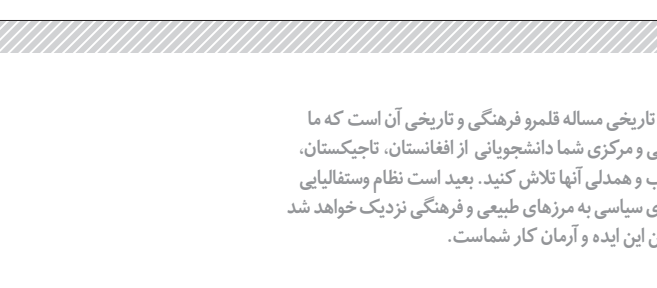 تاریخی مساله قلمرو فرهنگی و تاریخی آن است که ما
و مرکزی شما دانشجویانی از افغانستان، تاجیکستان،
و همدلی آنها تلاش کنید. بعید است نظام وستفالیایی
سیاسی به مرزهای طبیعی و فرهنگی نزدیک خواهد شد
این ایده و آرمان کار شماست.